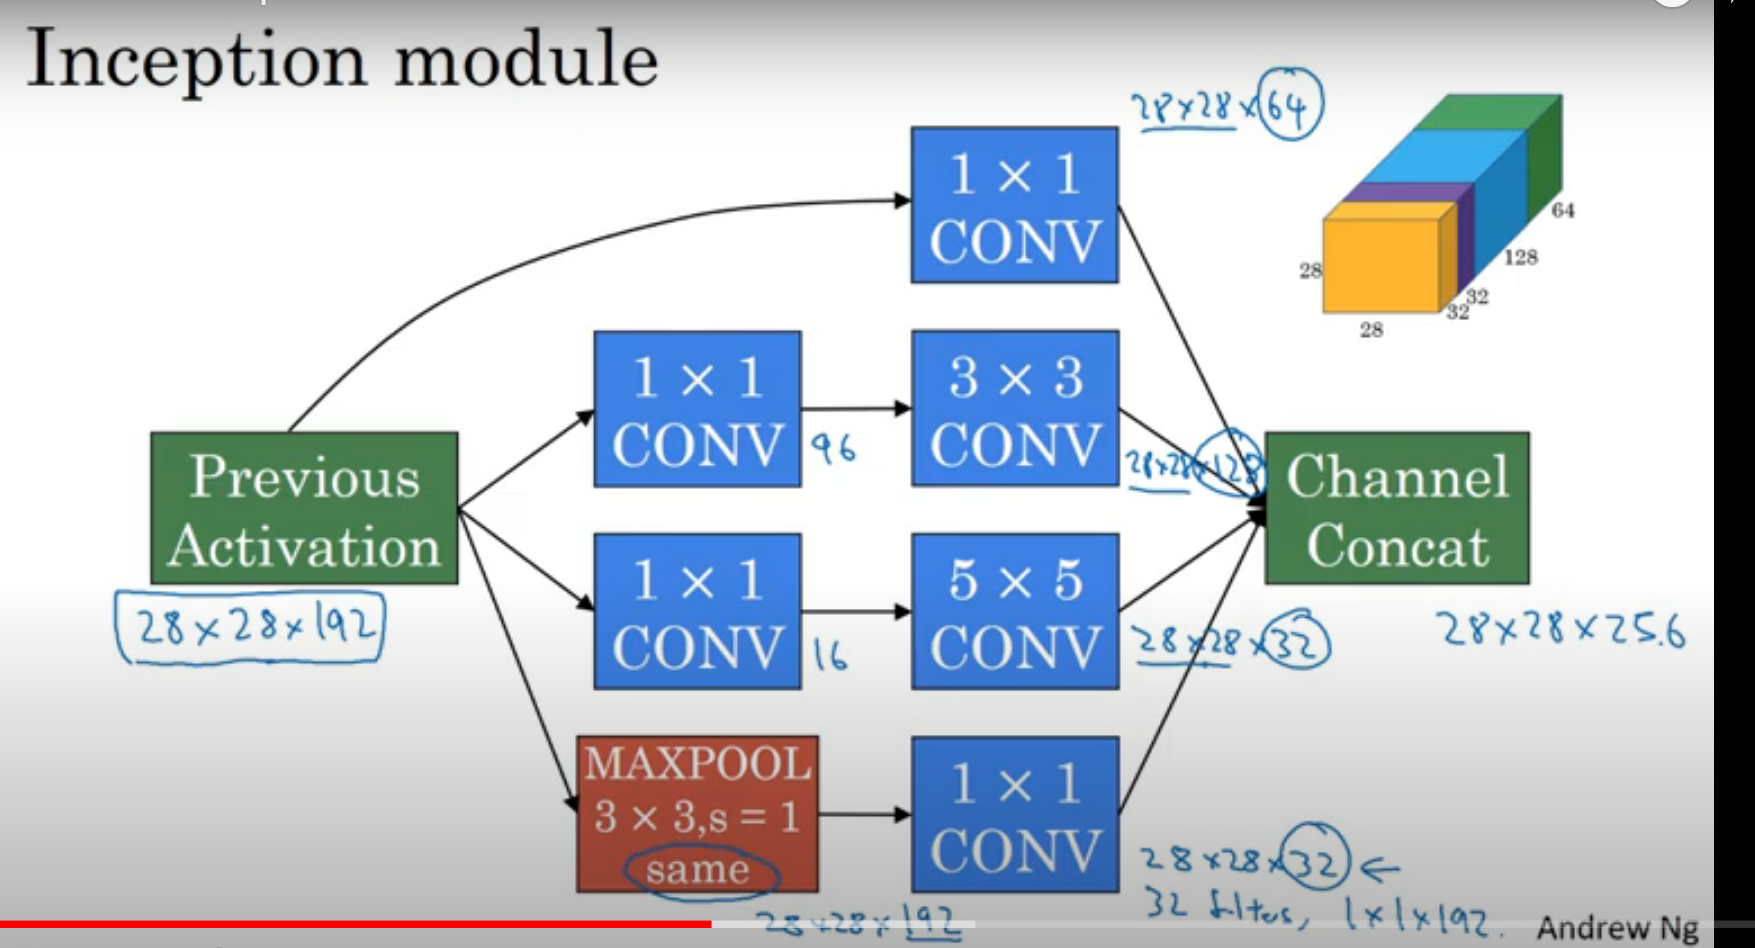 Inception module
28×28×64
1 × 1
CONV
64
128
28
32
32
28
1 × 1
CONV
96
3 × 3
CONV
28×28×128
Previous
Activation
28×28×192
Channel
Concat
28×28×25.6
1 × 1
CONV
16
5 × 5
CONV
28×28×32
MAXPOOL
3 × 3,s = 1
same
28×28×192
1 × 1
CONV
28×28×32 ←
32 filters, 1×1×192.
Andrew Ng